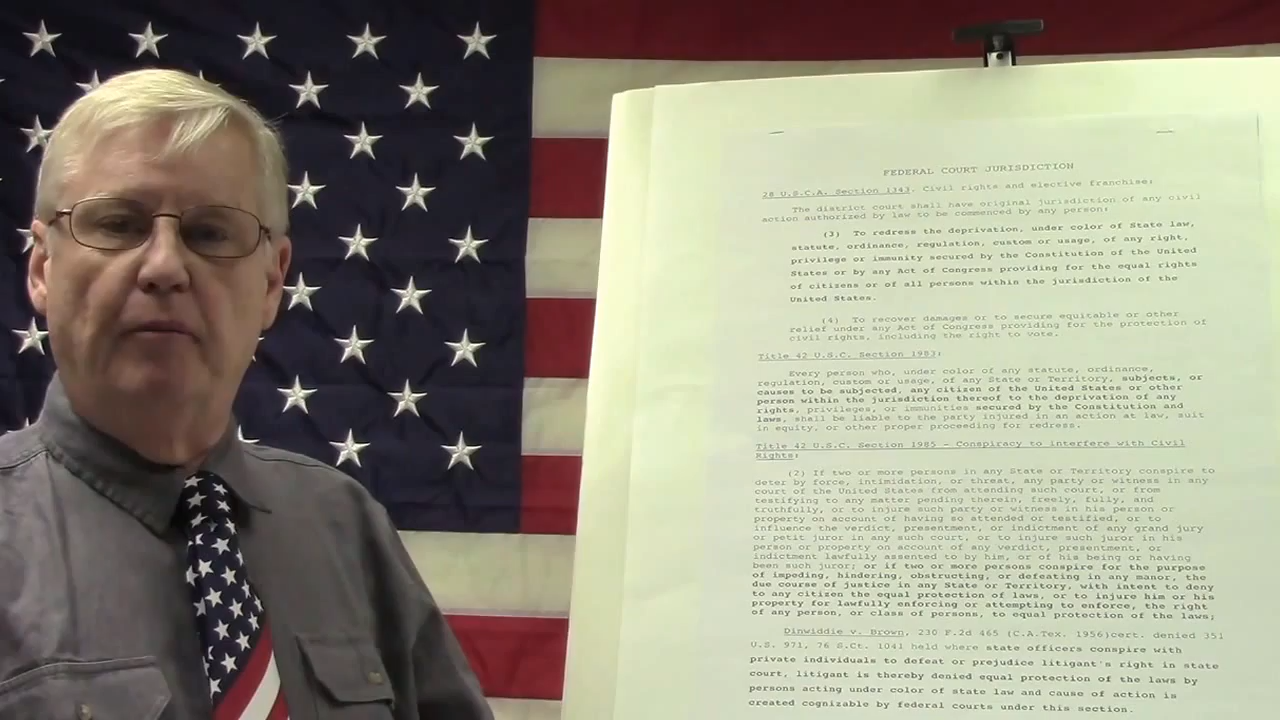 FEDERAL COURT JURISDICTION
28 U.S.C.A. Section 1343. Civil rights and elective franchise:
The district court shall have original jurisdiction of any civil
action authorized by law to be commenced by any person:
(3) To redress the deprivation, under color of State law,
statute, ordinance, regulation, custom or usage, of any right,
privilege or immunity secured by the Constitution of the United
States or by any Act of Congress providing for the equal rights
of citizens or of all persons within the jurisdiction of the
United States.
(4) To recover damages or to secure equitable or other
relief under any Act of Congress providing for the protection of
civil rights, including the right to vote.
Title 42 U.S.C. Section 1983:
Every person who, under color of any statute, ordinance,
regulation, custom or usage, of any State or Territory, subjects, or
causes to be subjected, any citizen of the United States or other
person within the jurisdiction thereof to the deprivation of any
rights, privileges, or immunities secured by the Constitution and
laws, shall be liable to the party injured in an action at law, suit
in equity, or other proper proceeding for redress.
Title 42 U.S.C. Section 1985 - Conspiracy to interfere with Civil
Rights:
(2) If two or more persons in any State or Territory conspire to
deter by force, intimidation, or threat, any party or witness in any
court of the United States from attending such court, or from
testifying to any matter pending therein, freely, fully, and
truthfully, or to injure such party or witness in his person or
property on account of having so attended or testified, or to
influence the verdict, presentment, or indictment of any grand jury
or petit juror in any such court, or to injure such juror in his
person or property on account of any verdict, presentment, or
indictment lawfully assented to by him, or of his being or having
been such juror; or if two or more persons conspire for the purpose
of impeding, hindering, obstructing, or defeating in any manor, the
due course of justice in any State or Territory, with intent to deny
to any citizen the equal protection of laws, or to injure him or his
property for lawfully enforcing or attempting to enforce, the right
of any person, or class of persons, to equal protection of the laws;
Dinwiddie v. Brown, 230 F.2d 465 (C.A.Tex. 1956)cert. denied 351
U.S. 971, 76 S.Ct. 1041 held where state officers conspire with
private individuals to defeat or prejudice litigant's right in state
court, litigant is thereby denied equal protection of the laws by
persons acting under color of state law and cause of action is
created cognizable by federal courts under this section.